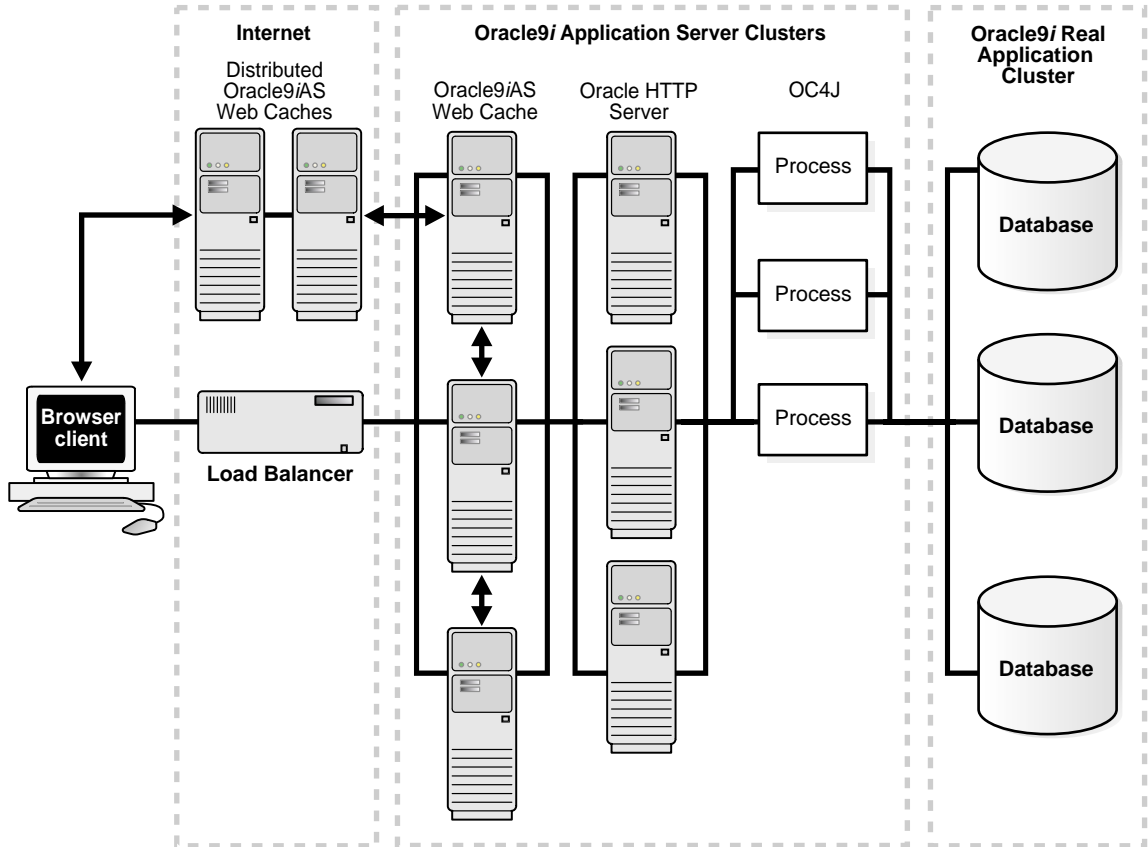 Internet
Oracle9i Application Server Clusters
Oracle9i Real
Application
Cluster
Distributed
Oracle9iAS
Web Caches
Oracle9iAS
Web Cache
Oracle HTTP
Server
OC4J
Process
Process
Process
Database
Database
Database
Browser
client
Load Balancer